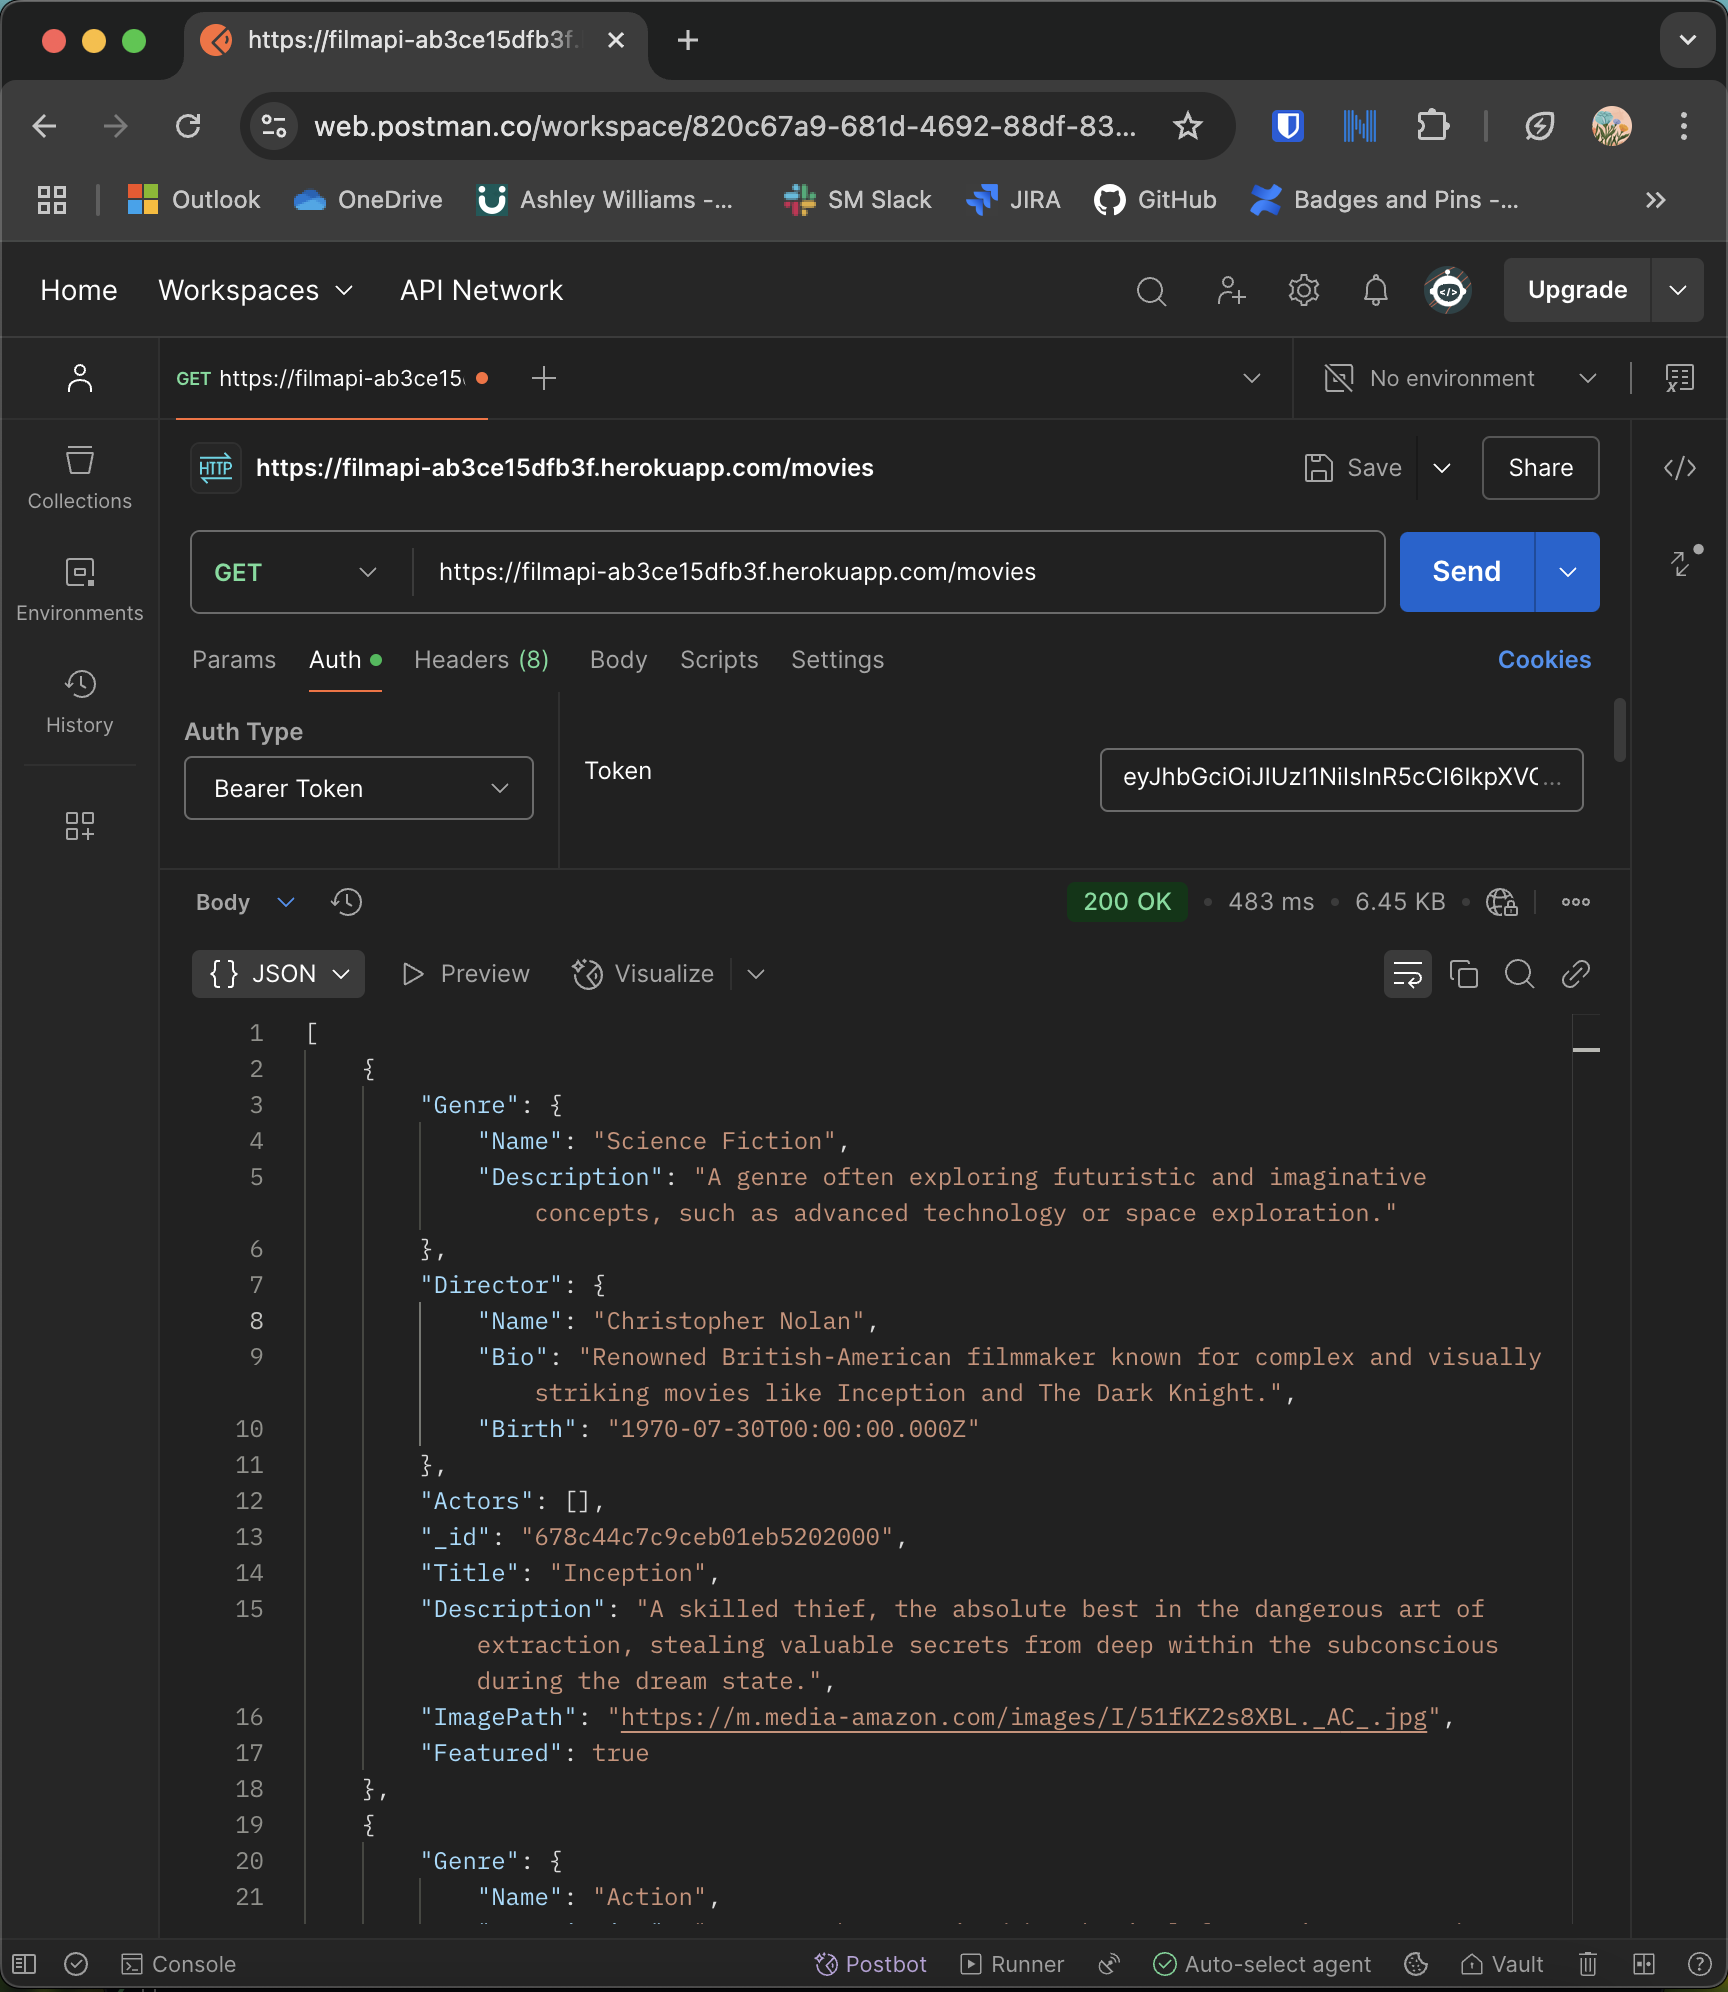 https://filmapi-ab3ce15dfb3f.
web.postman.co/workspace/820c67a9-681d-4692-88df-83...
Outlook OneDrive Ashley Williams -... SM Slack JIRA GitHub Badges and Pins -...
Home Workspaces API Network Upgrade
GET https://filmapi-ab3ce15 No environment
HTTP https://filmapi-ab3ce15dfb3f.herokuapp.com/movies Save Share
Collections
GET https://filmapi-ab3ce15dfb3f.herokuapp.com/movies Send
Environments
Params Auth Headers (8) Body Scripts Settings Cookies
History
Auth Type
Bearer Token
Token eyJhbGciOiJIUzI1NiIsInR5cCI6IkpXVC...
Body 200 OK • 483 ms • 6.45 KB •
{} JSON Preview Visualize
1 [
2 {
3 "Genre": {
4 "Name": "Science Fiction",
5 "Description": "A genre often exploring futuristic and imaginative
concepts, such as advanced technology or space exploration."
6 },
7 "Director": {
8 "Name": "Christopher Nolan",
9 "Bio": "Renowned British-American filmmaker known for complex and visually
striking movies like Inception and The Dark Knight.",
10 "Birth": "1970-07-30T00:00:00.000Z"
11 },
12 "Actors": [],
13 "_id": "678c44c7c9ceb01eb5202000",
14 "Title": "Inception",
15 "Description": "A skilled thief, the absolute best in the dangerous art of
extraction, stealing valuable secrets from deep within the subconscious
during the dream state.",
16 "ImagePath": "https://m.media-amazon.com/images/I/51fKZ2s8XBL._AC_.jpg",
17 "Featured": true
18 },
19 {
20 "Genre": {
21 "Name": "Action",
Console Postbot Runner Auto-select agent Vault